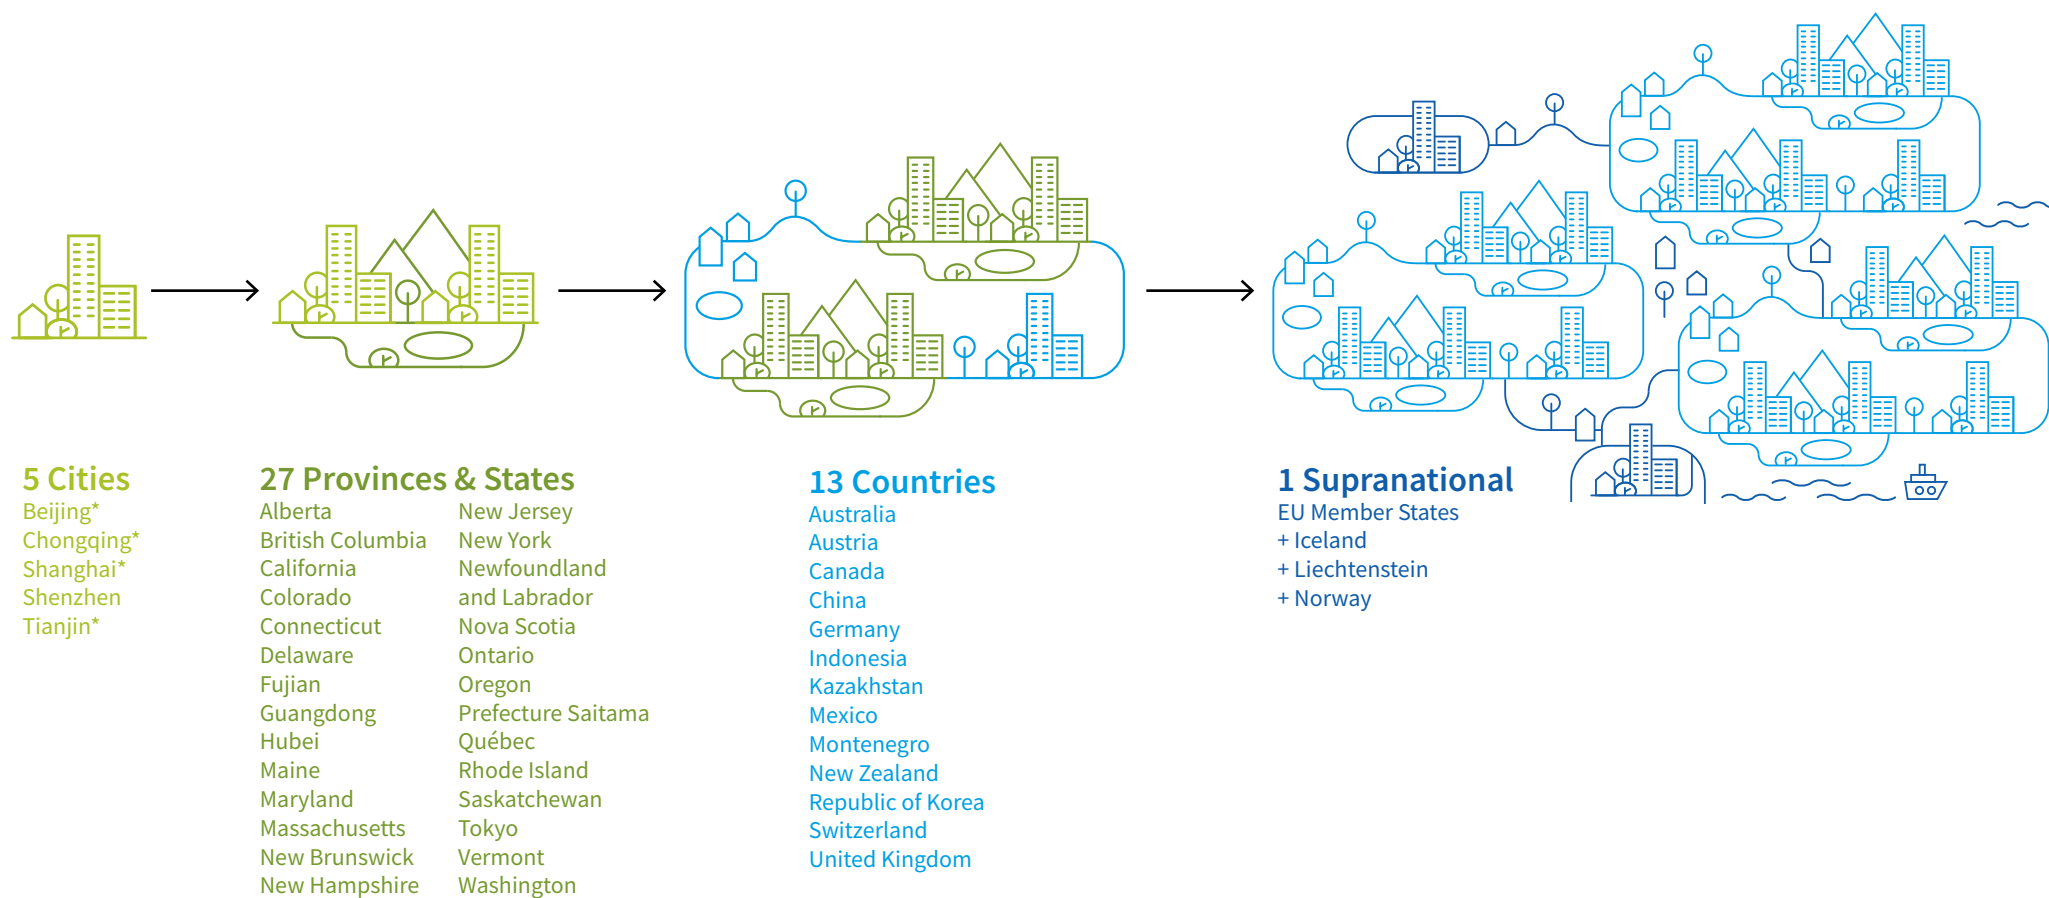 5 Cities
Beijing*
Chongqing*
Shanghai*
Shenzhen
Tianjin*
27 Provinces & States
Alberta
British Columbia
California
Colorado
Connecticut
Delaware
Fujian
Guangdong
Hubei
Maine
Maryland
Massachusetts
New Brunswick
New Hampshire
New Jersey
New York
Newfoundland
and Labrador
Nova Scotia
Ontario
Oregon
Prefecture Saitama
Québec
Rhode Island
Saskatchewan
Tokyo
Vermont
Washington
13 Countries
Australia
Austria
Canada
China
Germany
Indonesia
Kazakhstan
Mexico
Montenegro
New Zealand
Republic of Korea
Switzerland
United Kingdom
1 Supranational
EU Member States
+ Iceland
+ Liechtenstein
+ Norway